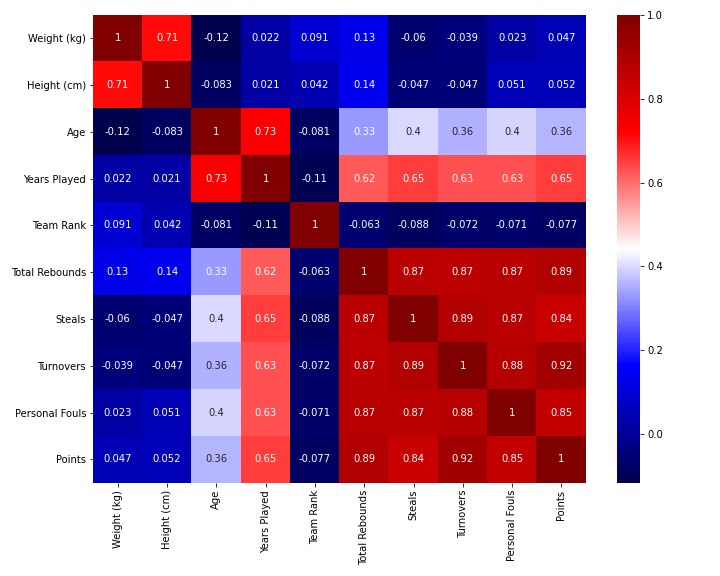 Weight (kg) 1 0.71 -0.12 0.022 0.091 0.13 -0.06 -0.039 0.023 0.047
Height (cm) 0.71 1 -0.083 0.021 0.042 0.14 -0.047 -0.047 0.051 0.052
Age -0.12 -0.083 1 0.73 -0.081 0.33 0.4 0.36 0.4 0.36
Years Played 0.022 0.021 0.73 1 -0.11 0.62 0.65 0.63 0.63 0.65
Team Rank 0.091 0.042 -0.081 -0.11 1 -0.063 -0.088 -0.072 -0.071 -0.077
Total Rebounds 0.13 0.14 0.33 0.62 -0.063 1 0.87 0.87 0.87 0.89
Steals -0.06 -0.047 0.4 0.65 -0.088 0.87 1 0.89 0.87 0.84
Turnovers -0.039 -0.047 0.36 0.63 -0.072 0.87 0.89 1 0.88 0.92
Personal Fouls 0.023 0.051 0.4 0.63 -0.071 0.87 0.87 0.88 1 0.85
Points 0.047 0.052 0.36 0.65 -0.077 0.89 0.84 0.92 0.85 1
Weight (kg)
Height (cm)
Age
Years Played
Team Rank
Total Rebounds
Steals
Turnovers
Personal Fouls
Points
1.0
0.8
0.6
0.4
0.2
0.0